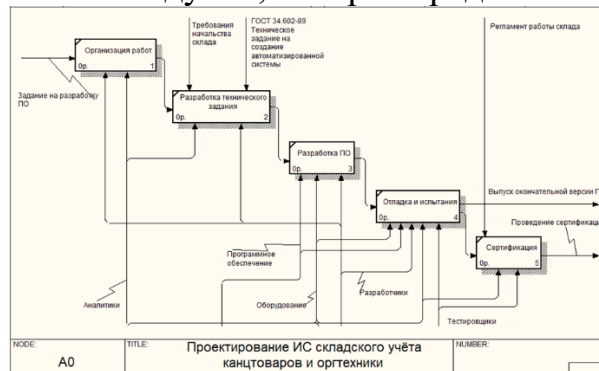 Требования
начальства
склада
ГОСТ 34.602-89
Техническое
задание на
создание
автоматизированной
системы
Регламент работы склада
Организация работ
0р.
1
Задание на разработку
ПО
Разработка технического
задания
0р.
2
Разработка ПО
0р.
3
Отладка и испытания
0р.
4
Выпуск окончательной версии
Проведение
Сертификация
0р.
5
Програмное
обеспечение
Аналитики
Оборудование
Разработчики
Тестировщики
NODE:
A0
TITLE:
Проектирование ИС складского учёта
канцтоваров и оргтехники
NUMBER: